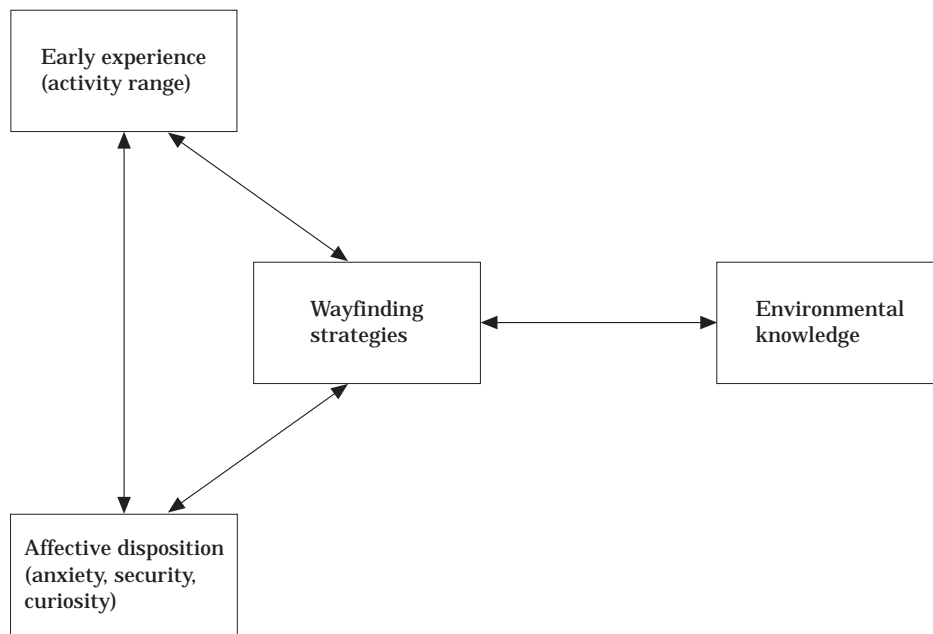 Early experience
(activity range)
Wayfinding
strategies
Environmental
knowledge
Affective disposition
(anxiety, security,
curiosity)